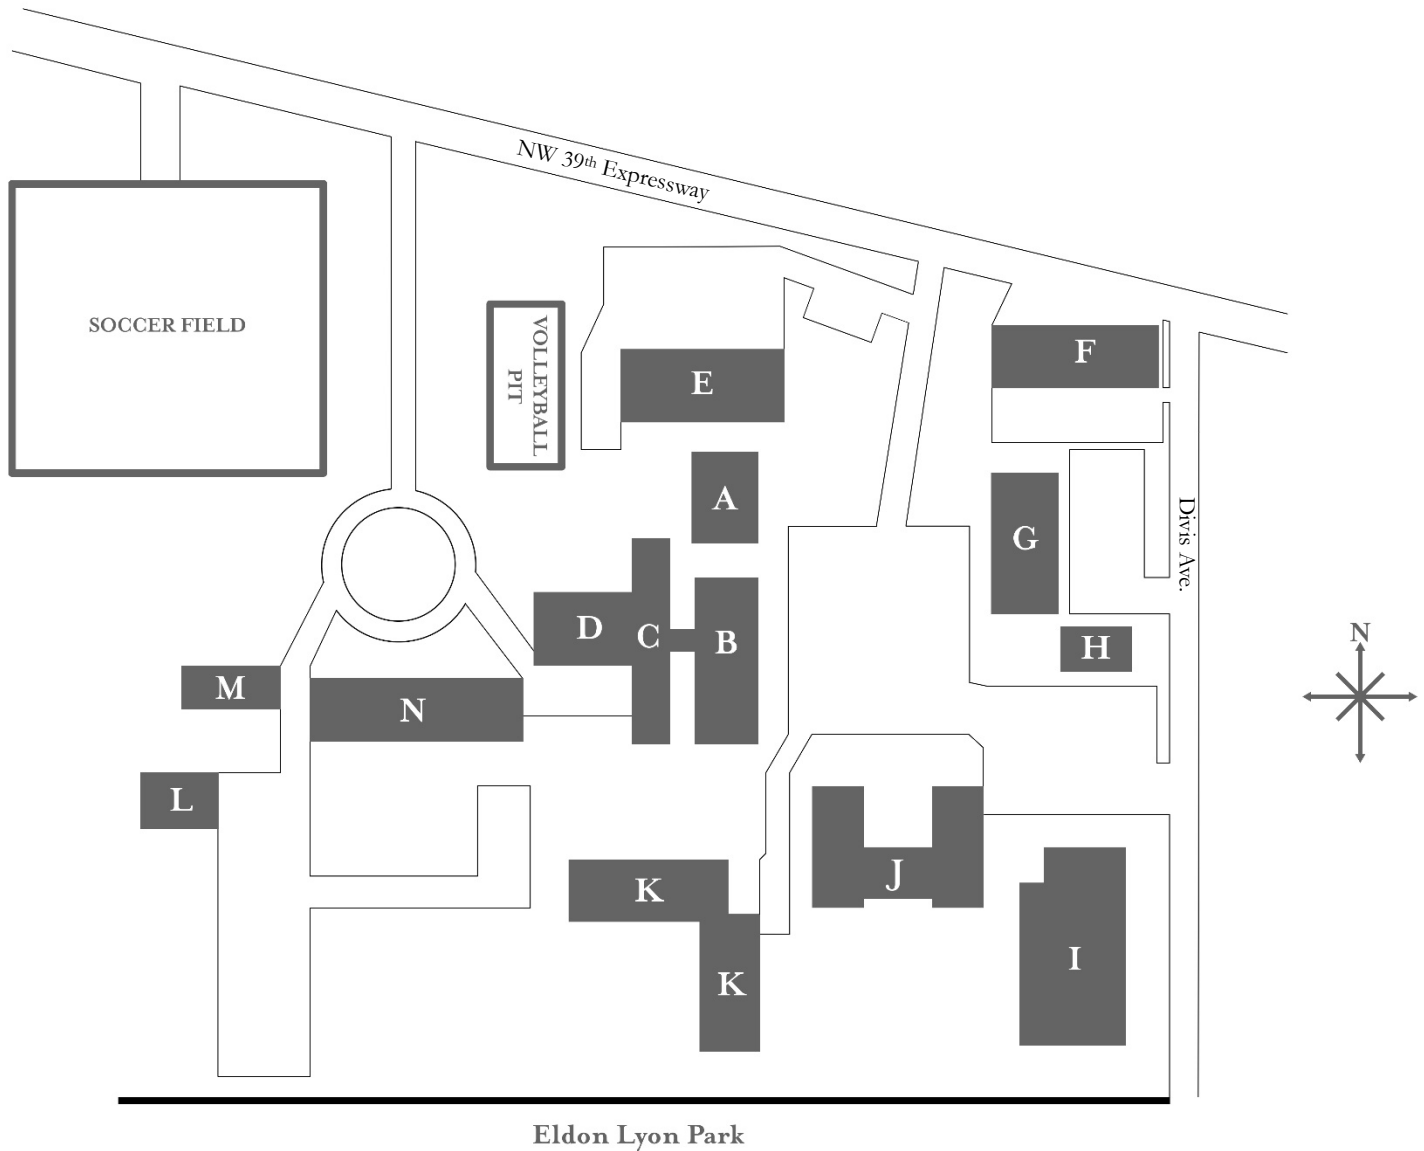 NW 39th Expressway
SOCCER FIELD
VOLLEYBALL
PIT
E
F
A
G
Divis Ave.
D
C
B
H
N
M
N
L
K
J
K
I
Eldon Lyon Park